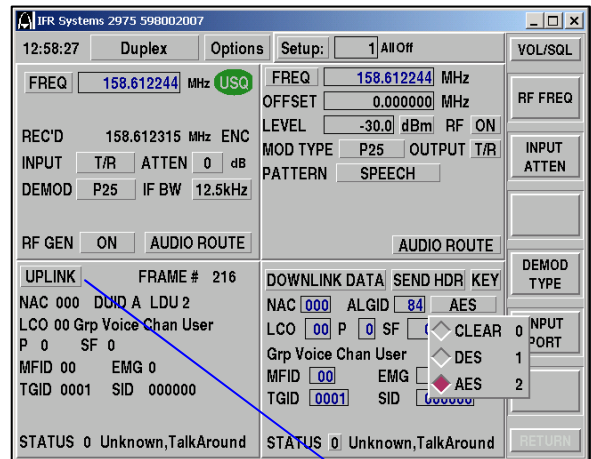 IFR Systems 2975 598002007
12:58:27 Duplex Options Setup: 1 All Off VOL/SQL
FREQ 158.612244 MHz USQ
REC'D 158.612315 MHz ENC
INPUT T/R ATTEN 0 dB
DEMOD P25 IF BW 12.5kHz
RF GEN ON AUDIO ROUTE
FREQ 158.612244 MHz
OFFSET 0.000000 MHz
LEVEL -30.0 dBm RF ON
MOD TYPE P25 OUTPUT T/R
PATTERN SPEECH
AUDIO ROUTE
RF FREQ
INPUT
ATTEN
DEMOD
TYPE
UPLINK FRAME # 216
NAC 000 DUID A LDU 2
LCO 00 Grp Voice Chan User
P 0 SF 0
MFID 00 EMG 0
TGID 0001 SID 000000
STATUS 0 Unknown,TalkAround
DOWNLINK DATA SEND HDR KEY
NAC 000 ALGID 84 AES
LCO 00 P 0 SF
Grp Voice Chan User
MFID 00 EMG
TGID 0001 SID
STATUS 0 Unknown,TalkAround
CLEAR 0
DES 1
AES 2
RETURN